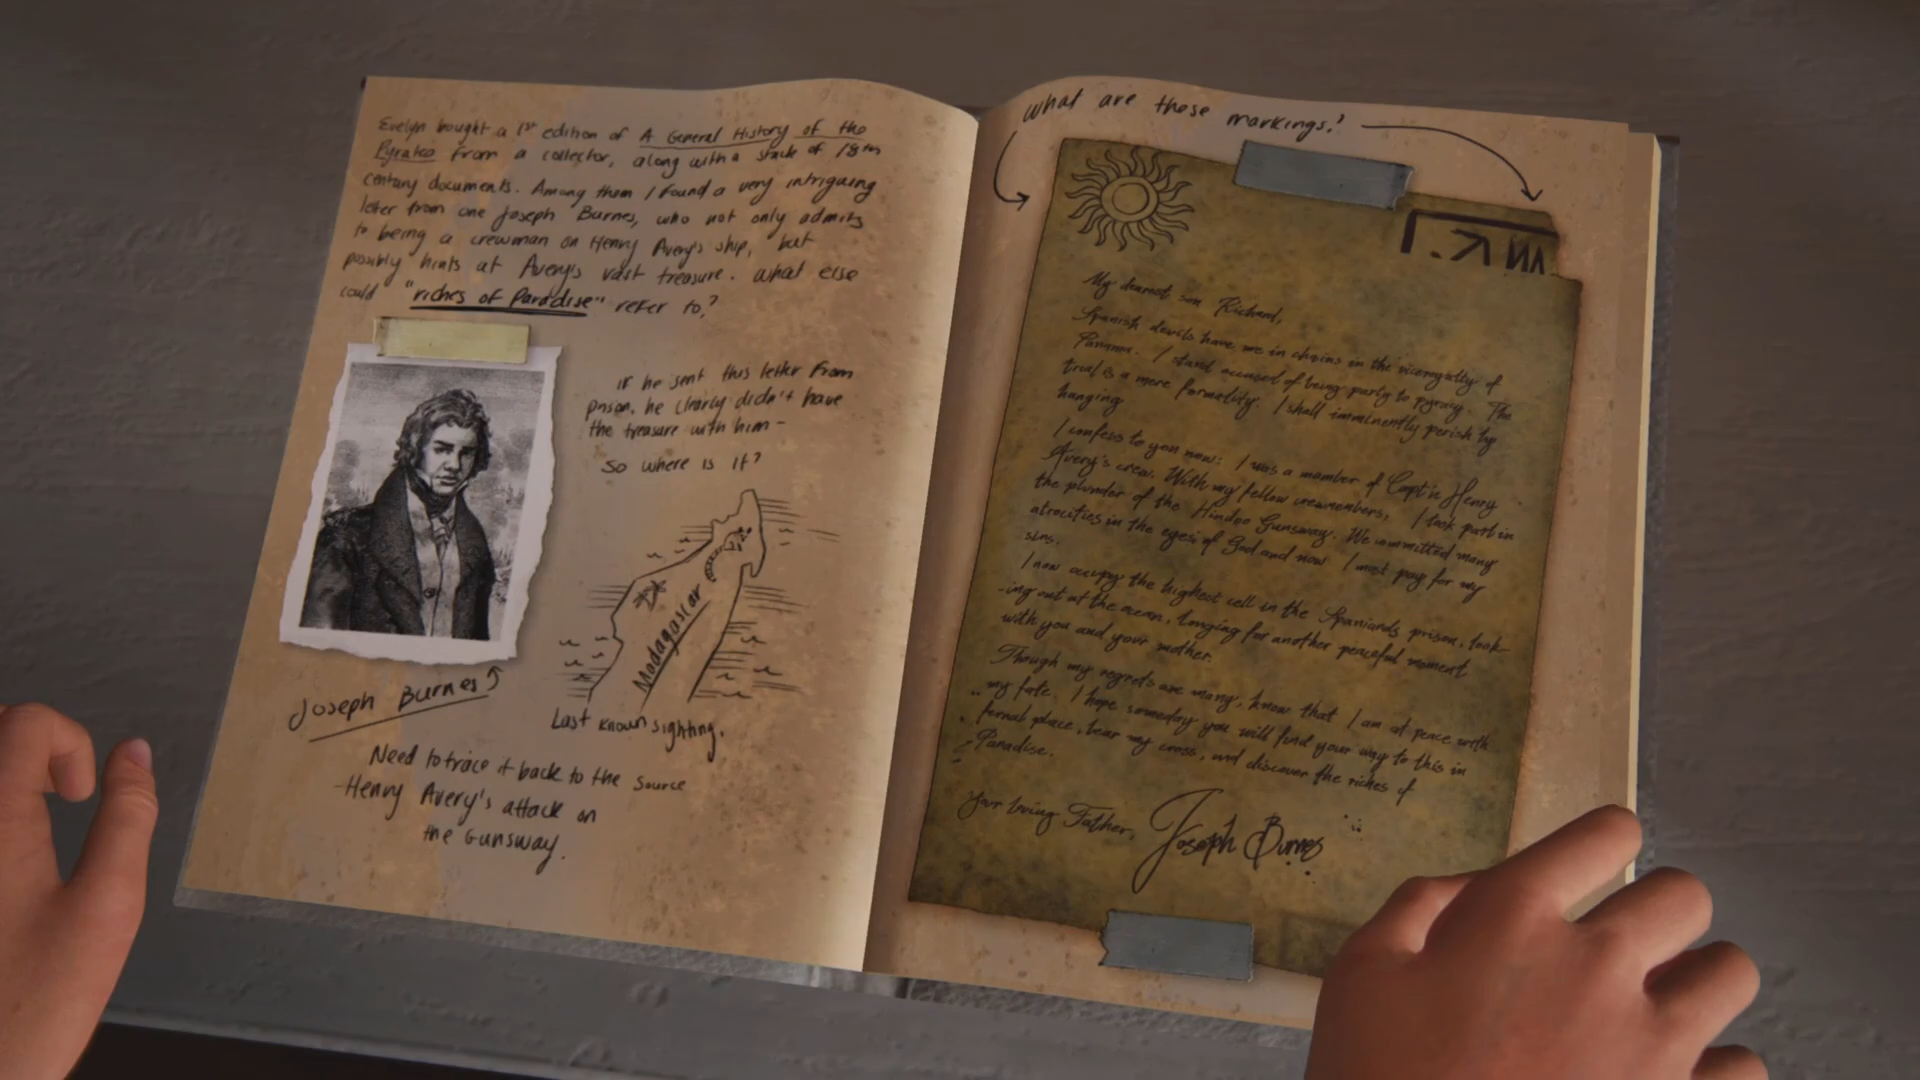 Evelyn bought a 1st edition of A General History of the
Pyrates from a collector, along with a stack of 18th
century documents. Among them I found a very intriguing
letter from one Joseph Burnes, who not only admits
to being a crewman on Henry Avery's ship, but
possibly hints at Avery's vast treasure. What else
could "riches of Paradise" refer to?
If he sent this letter from
prison, he clearly didn't have
the treasure with him -
So where is it?
Madagascar
Joseph Burnes
Last known sighting.
Need to trace it back to the source
-Henry Avery's attack on
the Gunsway.
What are these markings?
My dearest son Richard,
Spanish devils have me in chains in the viceroyalty of
Panama. I stand accused of being party to pyracy. The
trial is a mere formality. I shall imminently perish by
hanging
I confess to you now: I was a member of Capt'n Henry
Avery's crew. With my fellow crewmembers, I took part in
the plunder of the Hindoo Gunsway. We committed many
atrocities in the eyes of God and now I must pay for my
sins.
I now occupy the highest cell in the Spaniards prison, look-
-ing out at the ocean, longing for another peaceful moment
with you and your mother.
Though my regrets are many, know that I am at peace with
my fate. I hope someday you will find your way to this in
fernal place, bear my cross, and discover the riches of
Paradise.
Your loving Father, Joseph Burnes